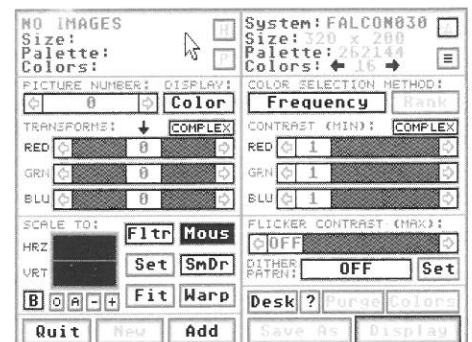 NO IMAGES
Size:
Palette:
Colors:
H
P
System: FALCON030
Size: 320 x 200
Palette: 262144
Colors: 16
PICTURE NUMBER: DISPLAY:
0 Color
TRANSFORMS: COMPLEX
RED 0
GRN 0
BLU 0
COLOR SELECTION METHOD:
Frequency Rank
CONTRAST (MIN): COMPLEX
RED 1
GRN 1
BLU 1
SCALE TO:
HRZ
VRT
Fltr Mous
Set SmDr
B O A - + Fit Warp
Quit New Add
FLICKER CONTRAST (MAX):
OFF
DITHER PATRN: OFF Set
Desk ? Purge Colors
Save As Display